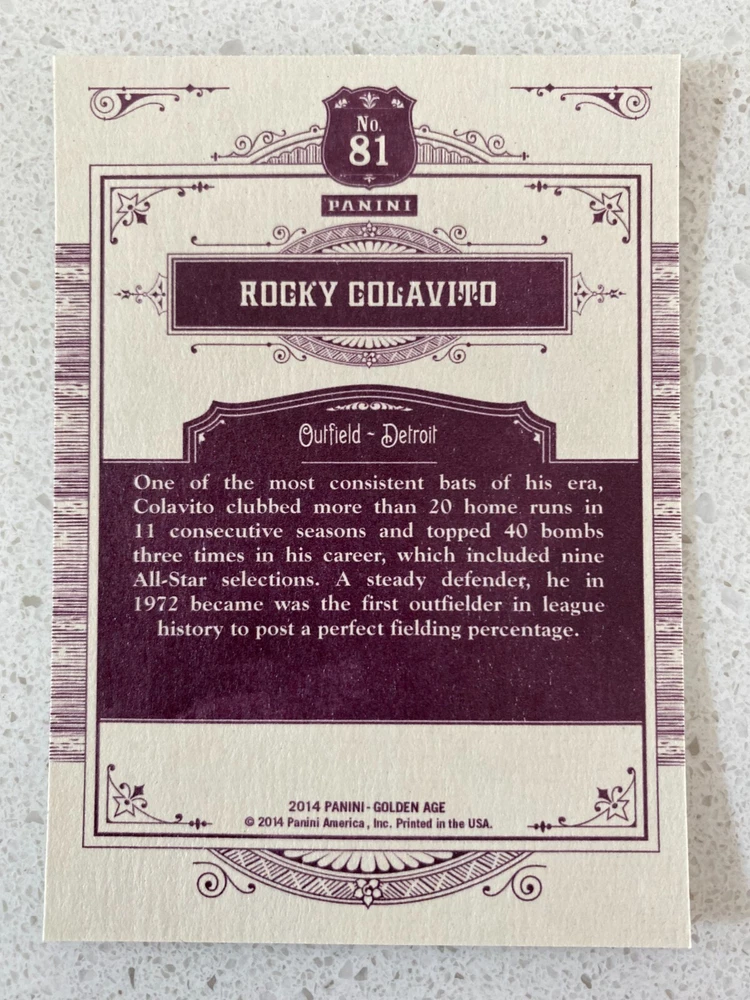 No.
81
PANINI
ROCKY COLAVITO
Outfield ~ Detroit
One of the most consistent bats of his era,
Colavito clubbed more than 20 home runs in
11 consecutive seasons and topped 40 bombs
three times in his career, which included nine
All-Star selections. A steady defender, he in
1972 became was the first outfielder in league
history to post a perfect fielding percentage.
2014 PANINI - GOLDEN AGE
© 2014 Panini America, Inc. Printed in the USA.